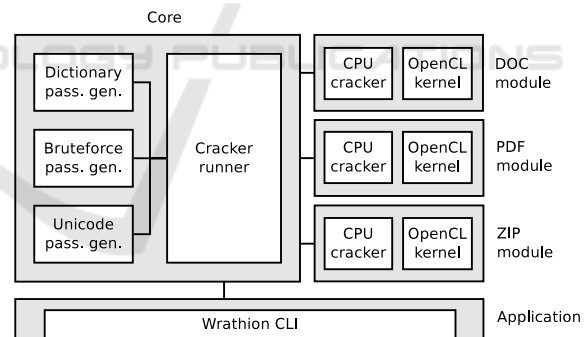 Core
Dictionary
pass. gen.
Bruteforce
pass. gen.
Unicode
pass. gen.
Cracker
runner
CPU
cracker
OpenCL
kernel
DOC
module
CPU
cracker
OpenCL
kernel
PDF
module
CPU
cracker
OpenCL
kernel
ZIP
module
Wrathion CLI
Application